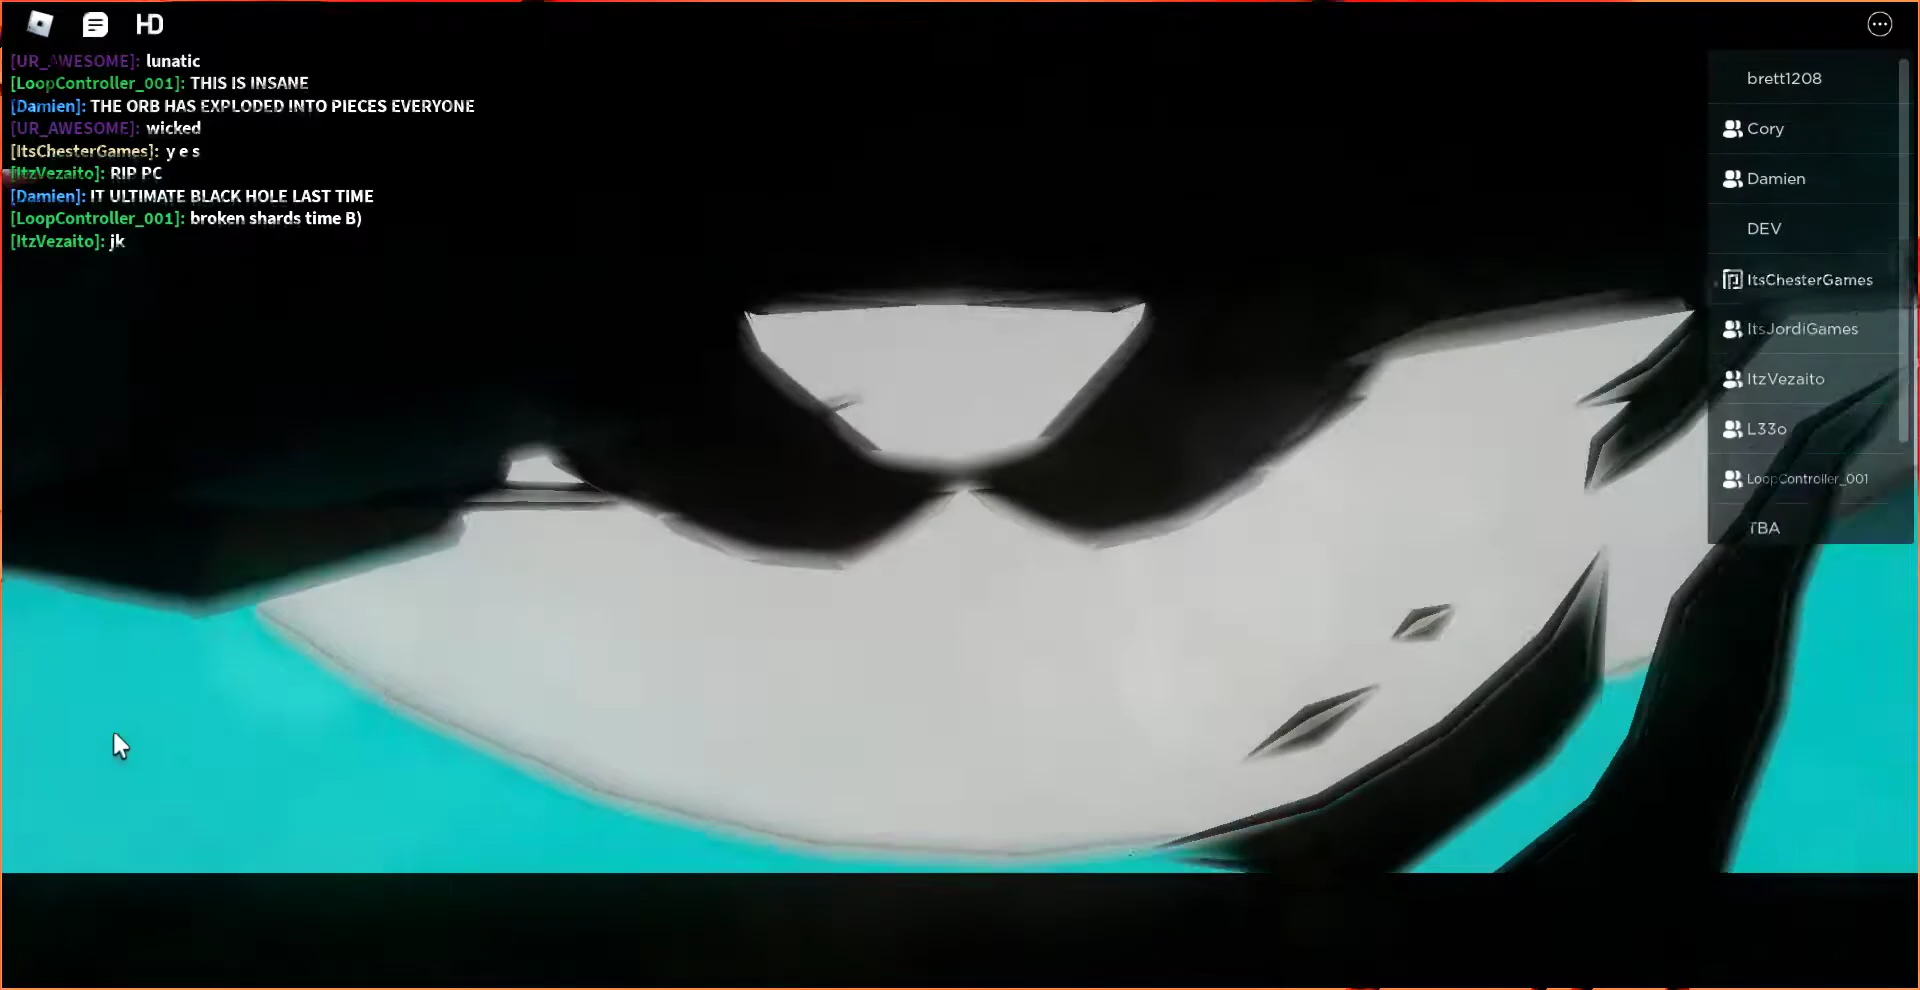 HD
[UR_AWESOME]: lunatic
[LoopController_001]: THIS IS INSANE
[Damien]: THE ORB HAS EXPLODED INTO PIECES EVERYONE
[UR_AWESOME]: wicked
[ItsChesterGames]: y e s
[ItzVezaito]: RIP PC
[Damien]: IT ULTIMATE BLACK HOLE LAST TIME
[LoopController_001]: broken shards time B)
[ItzVezaito]: jk
brett1208
Cory
Damien
DEV
ItsChesterGames
ItsJordiGames
ItzVezaito
L33o
LoopController_001
TBA